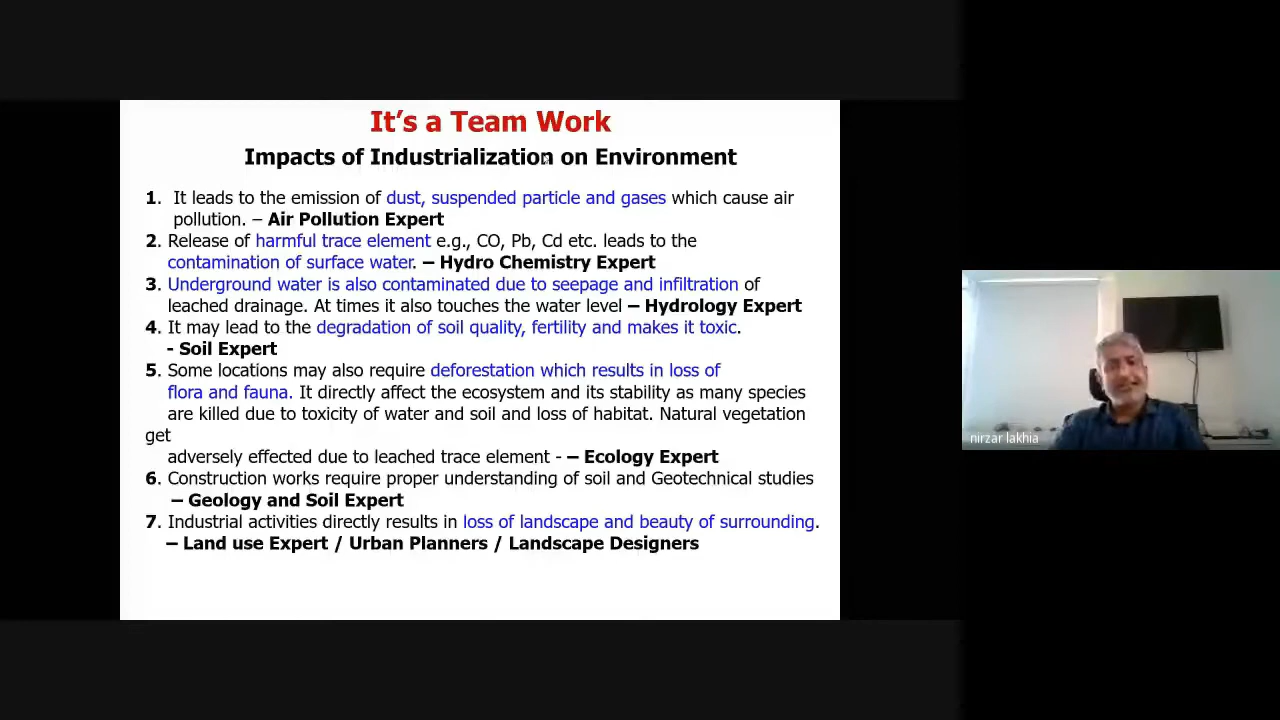 It's a Team Work
Impacts of Industrialization on Environment
1. It leads to the emission of dust, suspended particle and gases which cause air
pollution. – Air Pollution Expert
2. Release of harmful trace element e.g., CO, Pb, Cd etc. leads to the
contamination of surface water. – Hydro Chemistry Expert
3. Underground water is also contaminated due to seepage and infiltration of
leached drainage. At times it also touches the water level – Hydrology Expert
4. It may lead to the degradation of soil quality, fertility and makes it toxic.
- Soil Expert
5. Some locations may also require deforestation which results in loss of
flora and fauna. It directly affect the ecosystem and its stability as many species
are killed due to toxicity of water and soil and loss of habitat. Natural vegetation
get
adversely effected due to leached trace element - – Ecology Expert
6. Construction works require proper understanding of soil and Geotechnical studies
– Geology and Soil Expert
7. Industrial activities directly results in loss of landscape and beauty of surrounding.
– Land use Expert / Urban Planners / Landscape Designers
nirzar lakhia